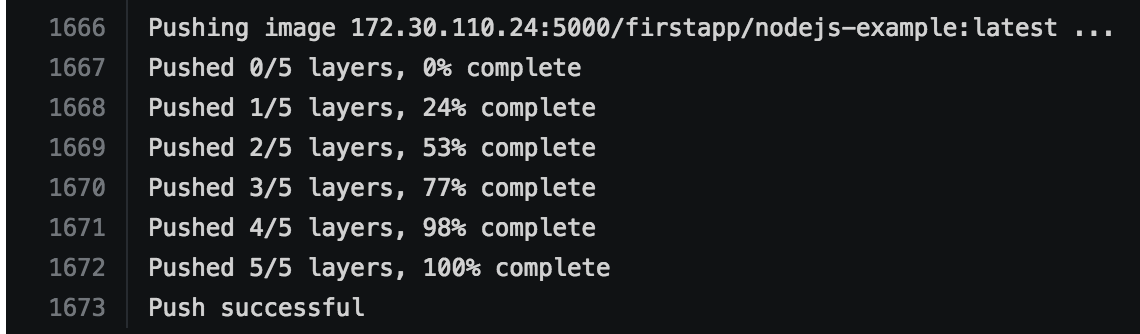 1666 Pushing image 172.30.110.24:5000/firstapp/nodejs-example:latest ...
1667 Pushed 0/5 layers, 0% complete
1668 Pushed 1/5 layers, 24% complete
1669 Pushed 2/5 layers, 53% complete
1670 Pushed 3/5 layers, 77% complete
1671 Pushed 4/5 layers, 98% complete
1672 Pushed 5/5 layers, 100% complete
1673 Push successful